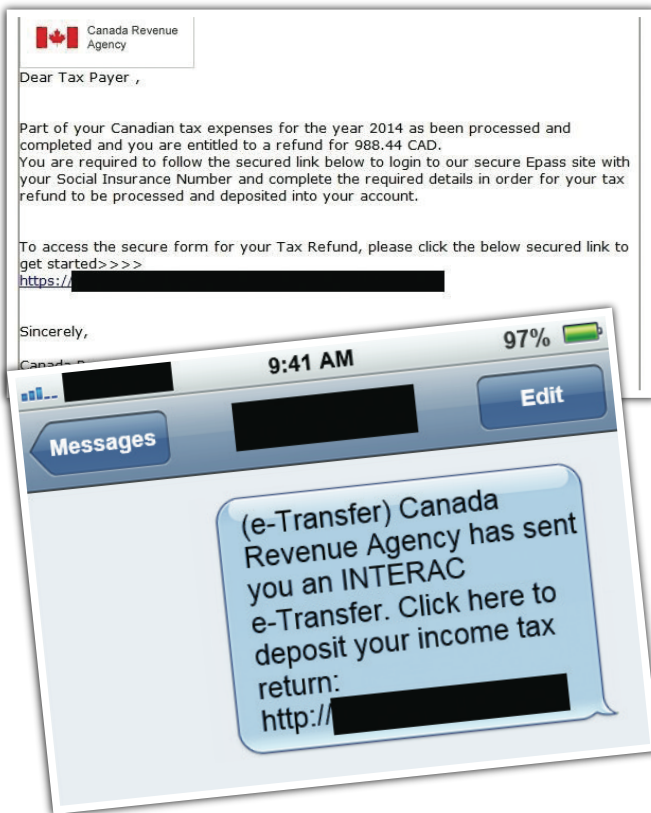 Canada Revenue
Agency
Dear Tax Payer ,
Part of your Canadian tax expenses for the year 2014 as been processed and
completed and you are entitled to a refund for 988.44 CAD.
You are required to follow the secured link below to login to our secure Epass site with
your Social Insurance Number and complete the required details in order for your tax
refund to be processed and deposited into your account.
To access the secure form for your Tax Refund, please click the below secured link to
get started>>>>
https://
Sincerely,
9:41 AM
97%
Messages
Edit
(e-Transfer) Canada
Revenue Agency has sent
you an INTERAC
e-Transfer. Click here to
deposit your income tax
return:
http://